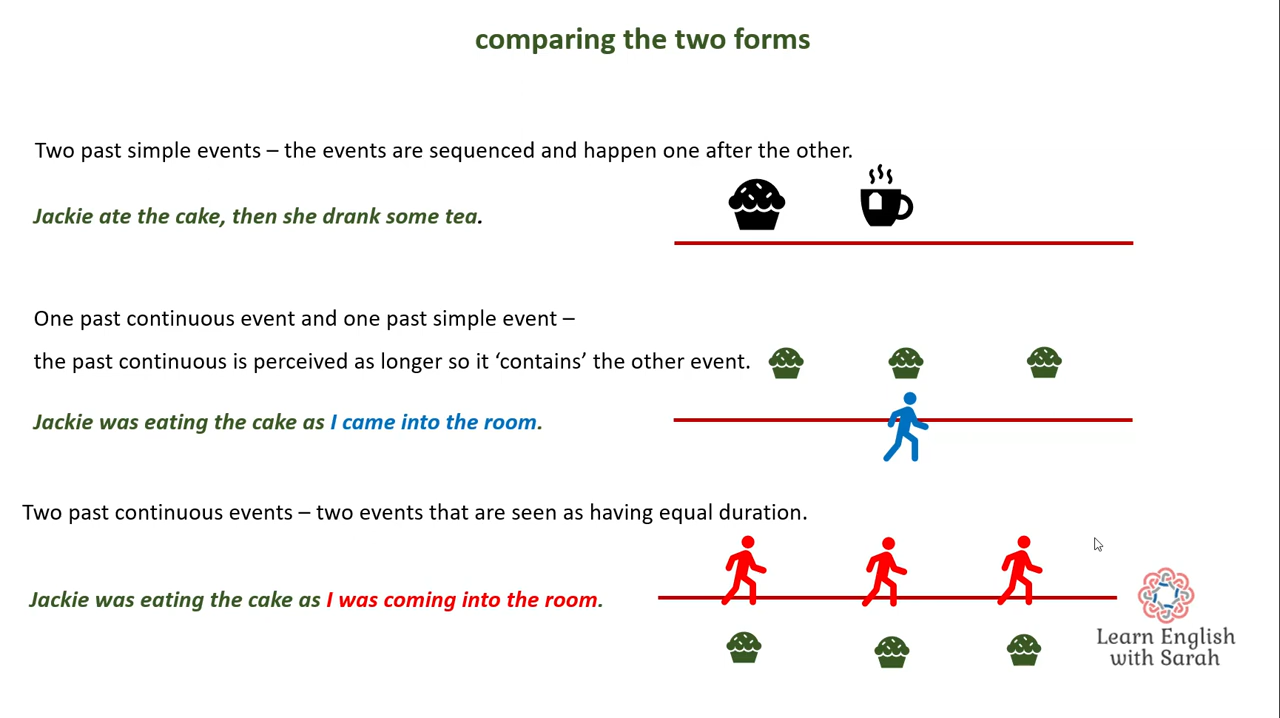 comparing the two forms
Two past simple events – the events are sequenced and happen one after the other.
Jackie ate the cake, then she drank some tea.
One past continuous event and one past simple event –
the past continuous is perceived as longer so it ‘contains’ the other event.
Jackie was eating the cake as I came into the room.
Two past continuous events – two events that are seen as having equal duration.
Jackie was eating the cake as I was coming into the room.
Learn English
with Sarah